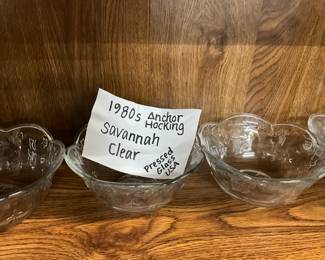 1980s Anchor
Hocking
Savannah
Clear
Pressed
Glass
USA